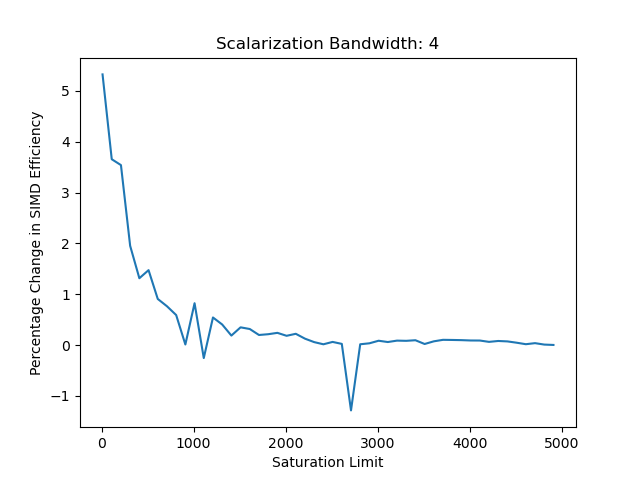 Scalarization Bandwidth: 4
Percentage Change in SIMD Efficiency
5
4
3
2
1
0
−1
0 1000 2000 3000 4000 5000
Saturation Limit